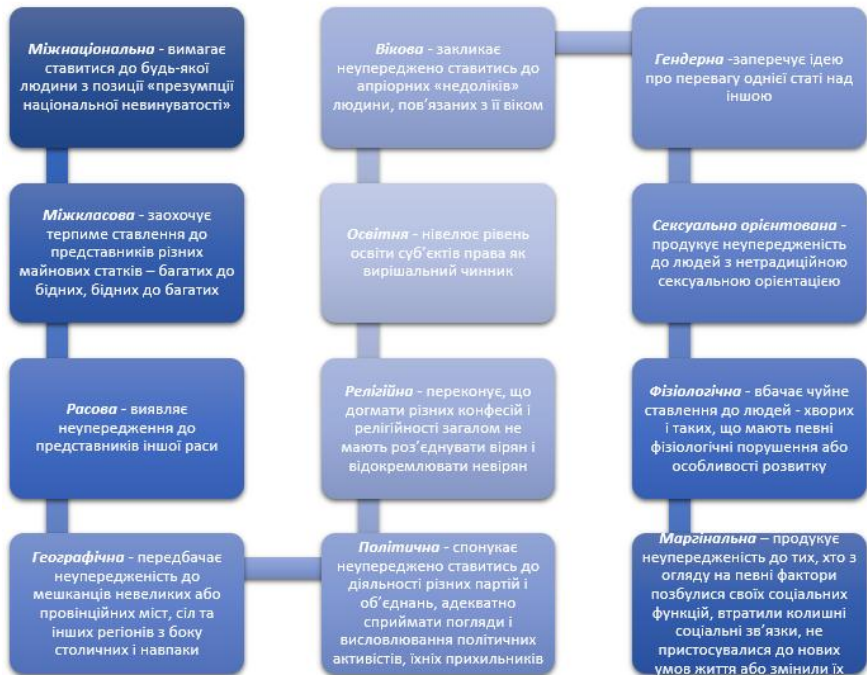 Міжнаціональна - вимагає
ставитися до будь-якої
людини з позиції «презумпції
національної невинуватості»
Міжкласова - заохочує
терпиме ставлення до
представників різних
майнових статків – багатих до
бідних, бідних до багатих
Расова - виявляє
неупередження до
представників іншої раси
Географічна - передбачає
неупередженість до
мешканців невеликих або
провінційних міст, сіл та
інших регіонів з боку
столичних і навпаки
Політична - спонукає
неупереджено ставитись до
діяльності різних партій і
об’єднань, адекватно
сприймати погляди і
висловлювання політичних
активістів, їхніх прихильників
Релігійна - переконує, що
догмати різних конфесій і
релігійності загалом не
мають роз’єднувати вірян і
відокремлювати невірян
Освітня - нівелює рівень
освіти суб’єктів права як
вирішальний чинник
Вікова - закликає
неупереджено ставитись до
апріорних «недоліків»
людини, пов’язаних з її віком
Гендерна -заперечує ідею
про перевагу однієї статі над
іншою
Сексуально орієнтована -
продукує неупередженість
до людей з нетрадиційною
сексуальною орієнтацією
Фізіологічна - вбачає чуйне
ставлення до людей - хворих
і таких, що мають певні
фізіологічні порушення або
особливості розвитку
Маргінальна – продукує
неупередженість до тих, хто з
огляду на певні фактори
позбулися своїх соціальних
функцій, втратили колишні
соціальні зв’язки, не
пристосувалися до нових
умов життя або змінили їх